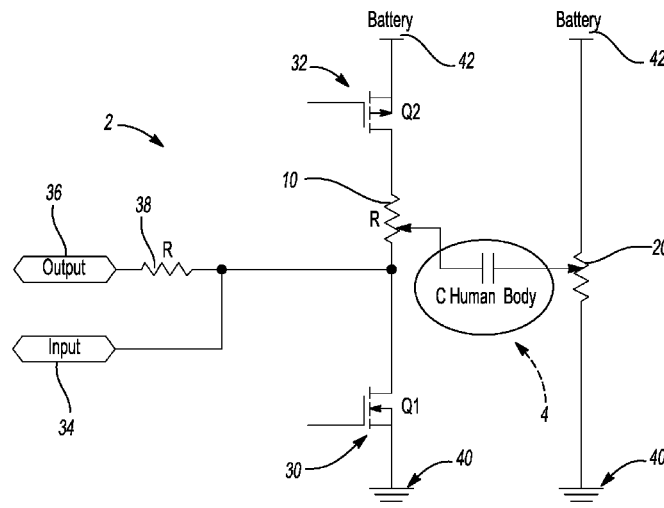 Battery
Battery
42
42
32
Q2
2
10
R
36
38
R
20
Output
C Human Body
Input
34
Q1
4
30
40
40